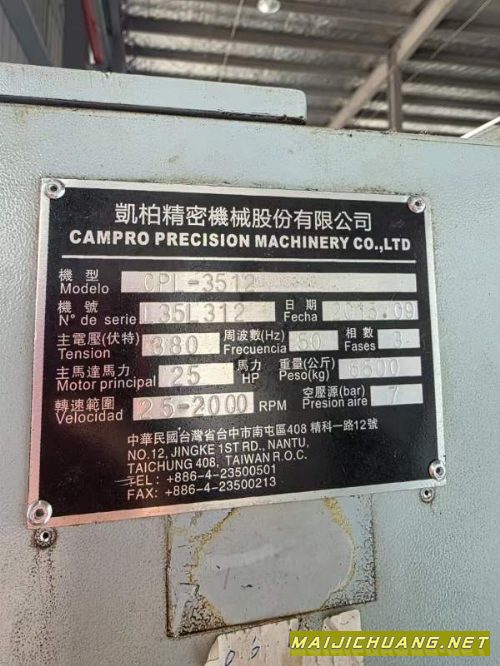 凱柏精密機械股份有限公司
CAMPRO PRECISION MACHINERY CO.,LTD
機型 Modelo CPL-3512
機號 N° de serie L35L312 日期 Fecha 2013.09
主電壓(伏特) Tension 380 周波數(Hz) Frecuencia 50 相數 Fases 3
主馬達馬力 Motor principal 25 馬力 HP 重量(公斤) Peso(kg) 6500
轉速範圍 Velocidad 25-2000 RPM 空壓源(bar) Presion aire 7
中華民國台灣省台中市南屯區408 精科一路12號
NO.12, JINGKE 1ST RD., NANTU,
TAICHUNG 408, TAIWAN R.O.C.
TEL: +886-4-23500501
FAX: +886-4-23500213
MAIJICHUANG.NET